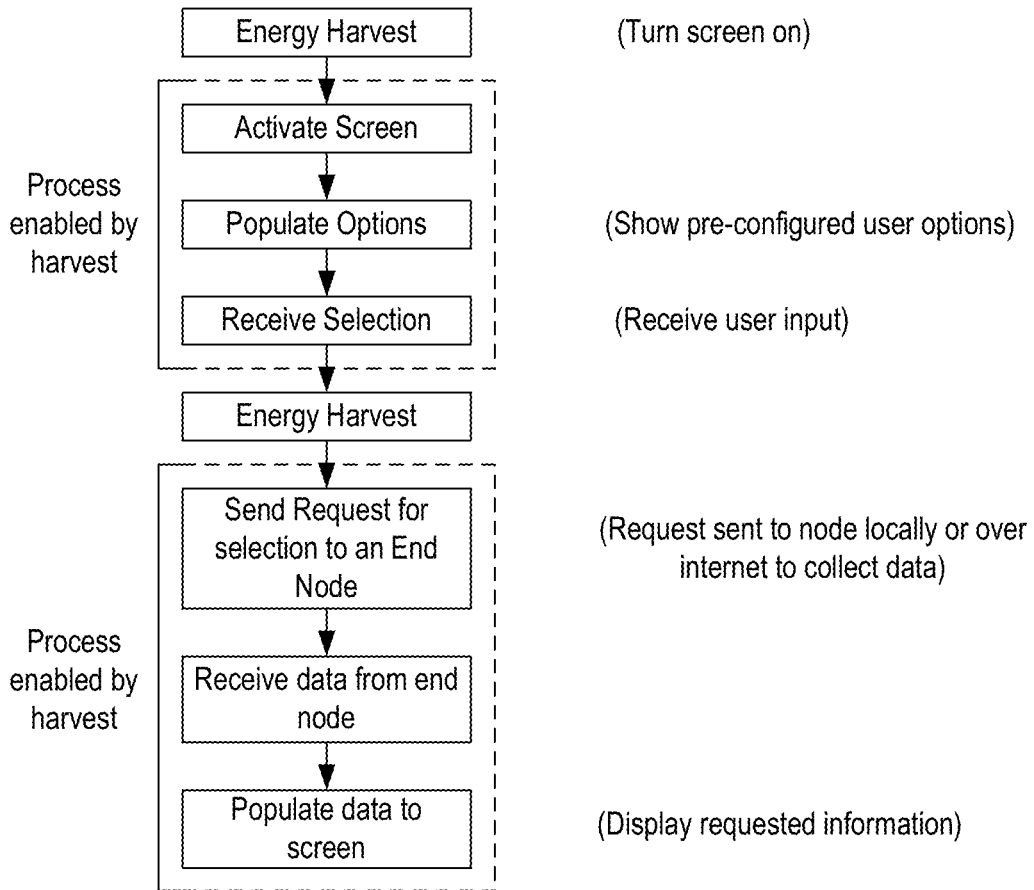 Energy Harvest
(Turn screen on)
Process
enabled by
harvest
Activate Screen
Populate Options
(Show pre-configured user options)
Receive Selection
(Receive user input)
Energy Harvest
Process
enabled by
harvest
Send Request for
selection to an End
Node
(Request sent to node locally or over
internet to collect data)
Receive data from end
node
Populate data to
screen
(Display requested information)